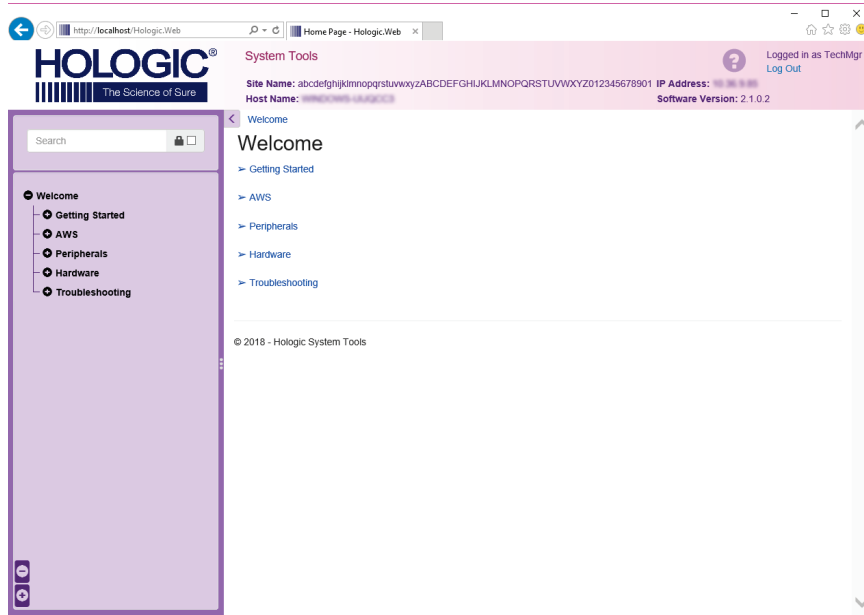 http://localhost/Hologic.Web
Home Page - Hologic.Web
HOLOGIC®
The Science of Sure
System Tools
Logged in as TechMgr
Log Out
Site Name: abcdefghijklmnopqrstuvwxyzABCDEFGHIJKLMNOPQRSTUVWXYZ012345678901 IP Address:
Host Name:
Software Version: 2.1.0.2
Search
Welcome
Getting Started
AWS
Peripherals
Hardware
Troubleshooting
Welcome
Welcome
➢ Getting Started
➢ AWS
➢ Peripherals
➢ Hardware
➢ Troubleshooting
© 2018 - Hologic System Tools